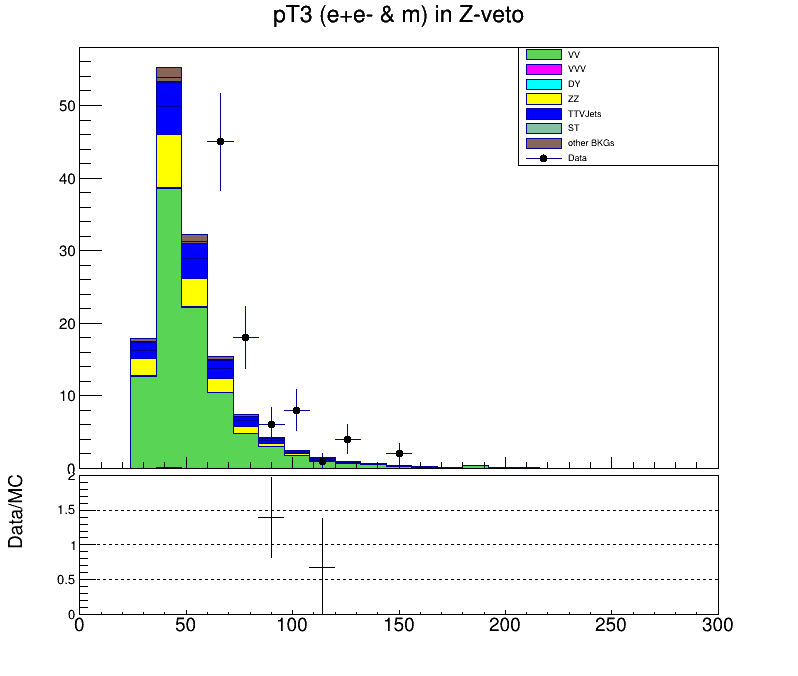 pT3 (e+e- & m) in Z-veto
VV
VVV
DY
ZZ
TTVJets
ST
other BKGs
Data
50
40
30
20
10
0
Data/MC
2
1.5
1
0.5
0
0 50 100 150 200 250 300